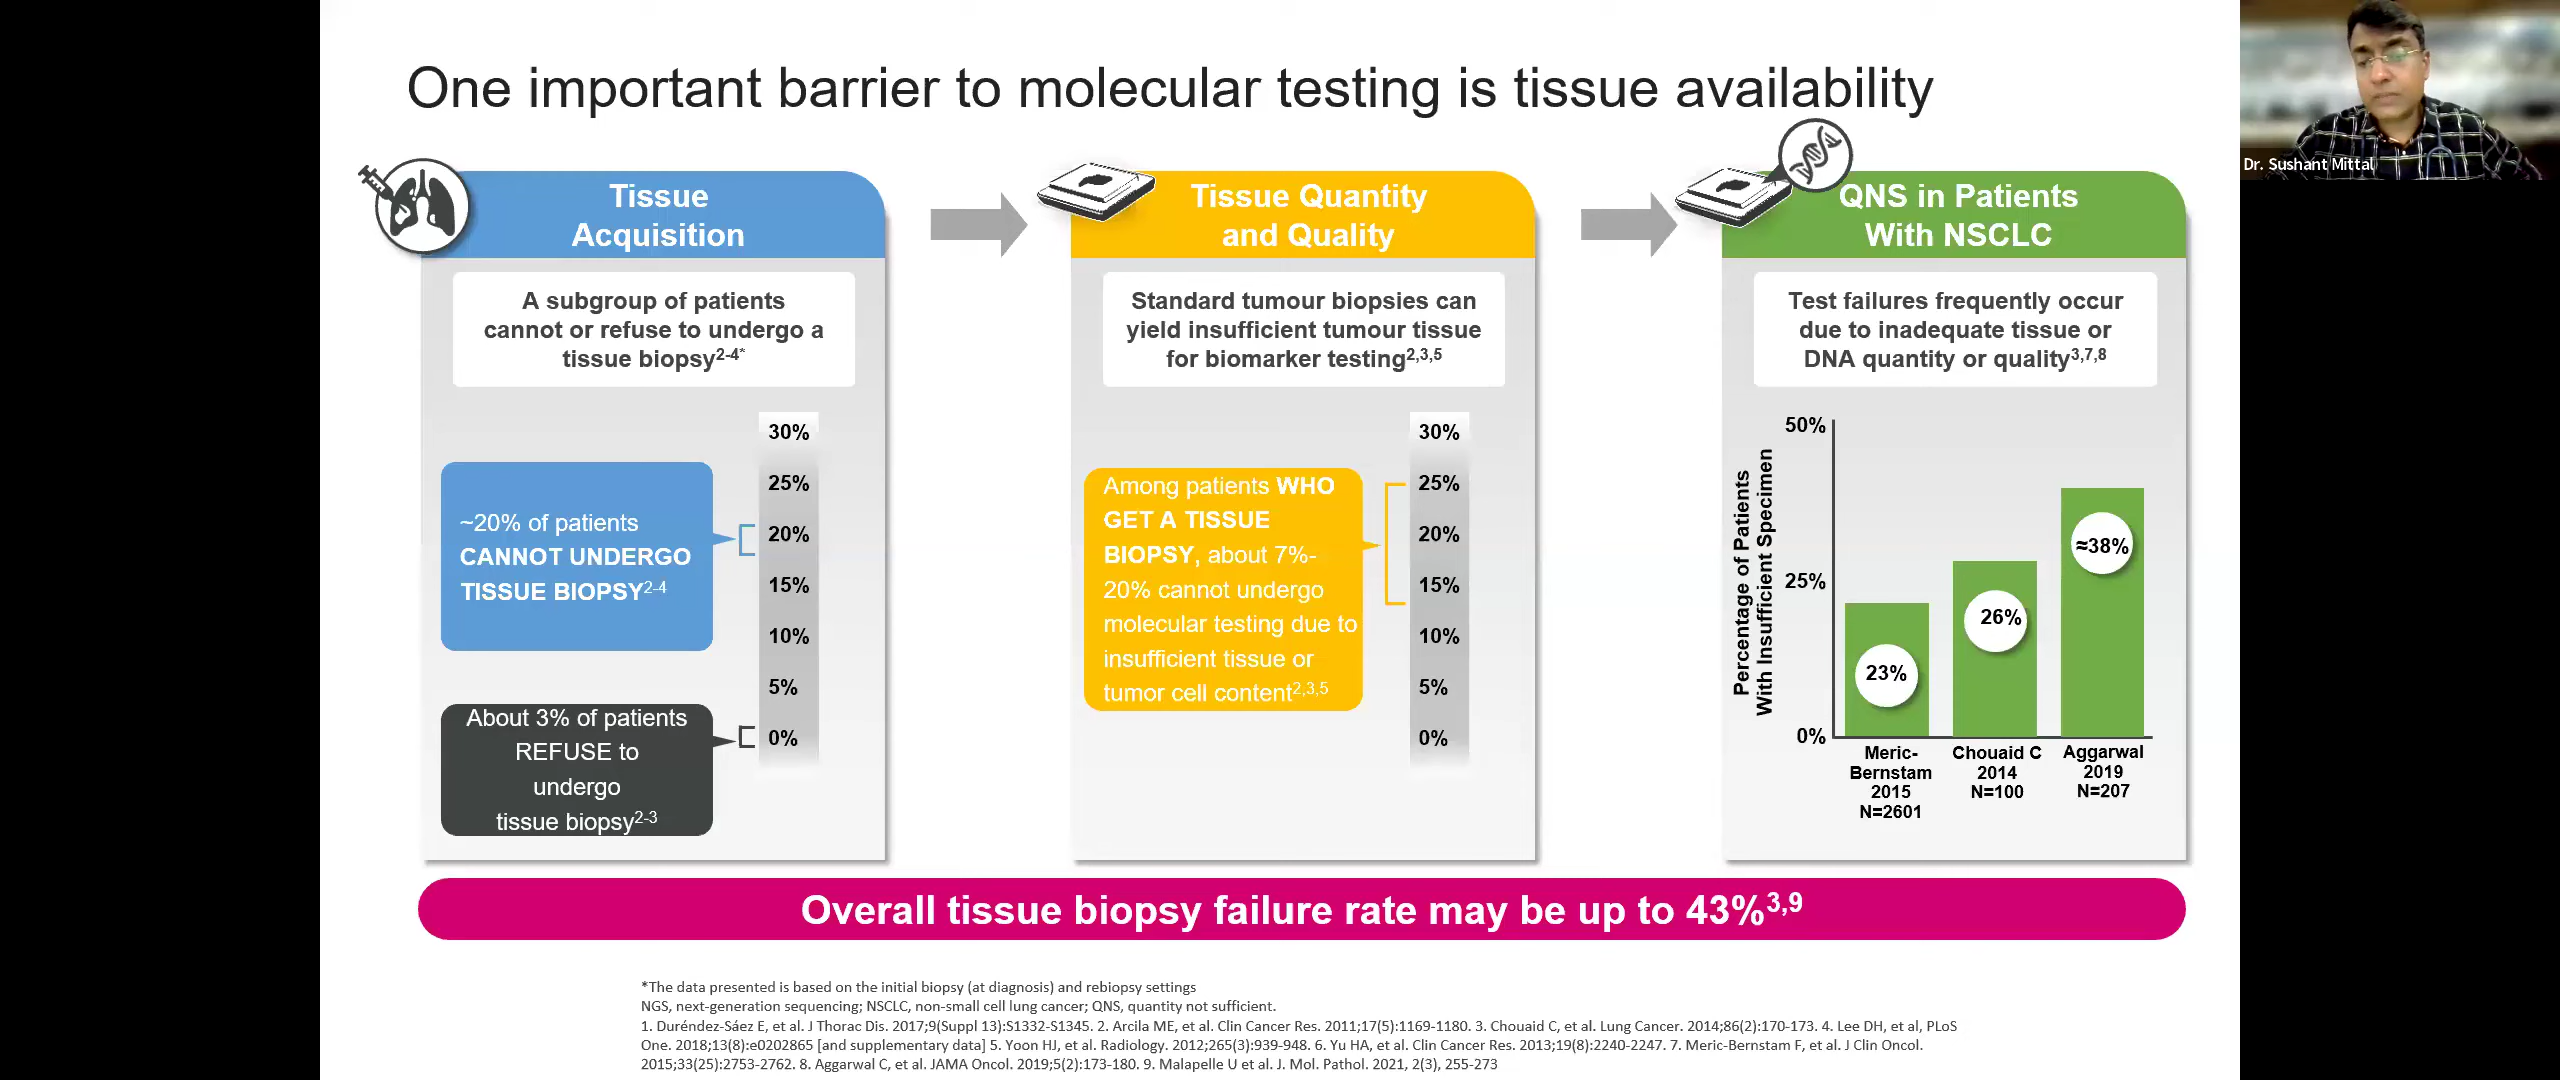 One important barrier to molecular testing is tissue availability
Dr. Sushant Mittal
Tissue
Acquisition
A subgroup of patients
cannot or refuse to undergo a
tissue biopsy2-4*
30%
25%
20%
15%
10%
5%
0%
~20% of patients
CANNOT UNDERGO
TISSUE BIOPSY2-4
About 3% of patients
REFUSE to
undergo
tissue biopsy2-3
Tissue Quantity
and Quality
Standard tumour biopsies can
yield insufficient tumour tissue
for biomarker testing2,3,5
Among patients WHO
GET A TISSUE
BIOPSY, about 7%-
20% cannot undergo
molecular testing due to
insufficient tissue or
tumor cell content2,3,5
30%
25%
20%
15%
10%
5%
0%
QNS in Patients
With NSCLC
Test failures frequently occur
due to inadequate tissue or
DNA quantity or quality3,7,8
Percentage of Patients
With Insufficient Specimen
50%
25%
0%
23%
26%
≈38%
Meric-
Bernstam
2015
N=2601
Chouaid C
2014
N=100
Aggarwal
2019
N=207
Overall tissue biopsy failure rate may be up to 43%3,9
*The data presented is based on the initial biopsy (at diagnosis) and rebiopsy settings
NGS, next-generation sequencing; NSCLC, non-small cell lung cancer; QNS, quantity not sufficient.
1. Duréndez-Sáez E, et al. J Thorac Dis. 2017;9(Suppl 13):S1332-S1345. 2. Arcila ME, et al. Clin Cancer Res. 2011;17(5):1169-1180. 3. Chouaid C, et al. Lung Cancer. 2014;86(2):170-173. 4. Lee DH, et al, PLoS
One. 2018;13(8):e0202865 [and supplementary data] 5. Yoon HJ, et al. Radiology. 2012;265(3):939-948. 6. Yu HA, et al. Clin Cancer Res. 2013;19(8):2240-2247. 7. Meric-Bernstam F, et al. J Clin Oncol.
2015;33(25):2753-2762. 8. Aggarwal C, et al. JAMA Oncol. 2019;5(2):173-180. 9. Malapelle U et al. J. Mol. Pathol. 2021, 2(3), 255-273